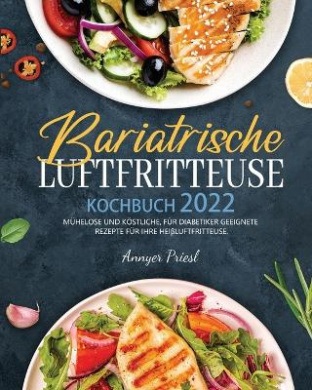 Bariatrische
LUFTFRITTEUSE
KOCHBUCH 2022
MÜHELOSE UND KÖSTLICHE, FÜR DIABETIKER GEEIGNETE
REZEPTE FÜR IHRE HEIßLUFTFRITTEUSE.
Annyer Priesl